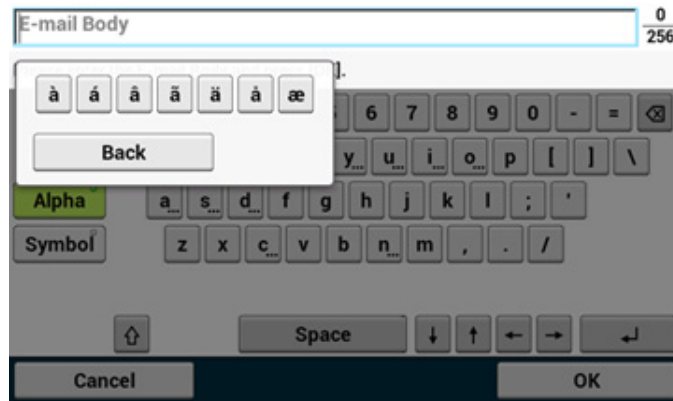 E-mail Body
0
256
].
à á â ã ä å æ
6 7 8 9 0 - =
Back
y... u... i... o... p [ ] \
Alpha
a... s... d... f g h j k l ; '
Symbol
z x c... v b n... m , . /
Space
Cancel
OK